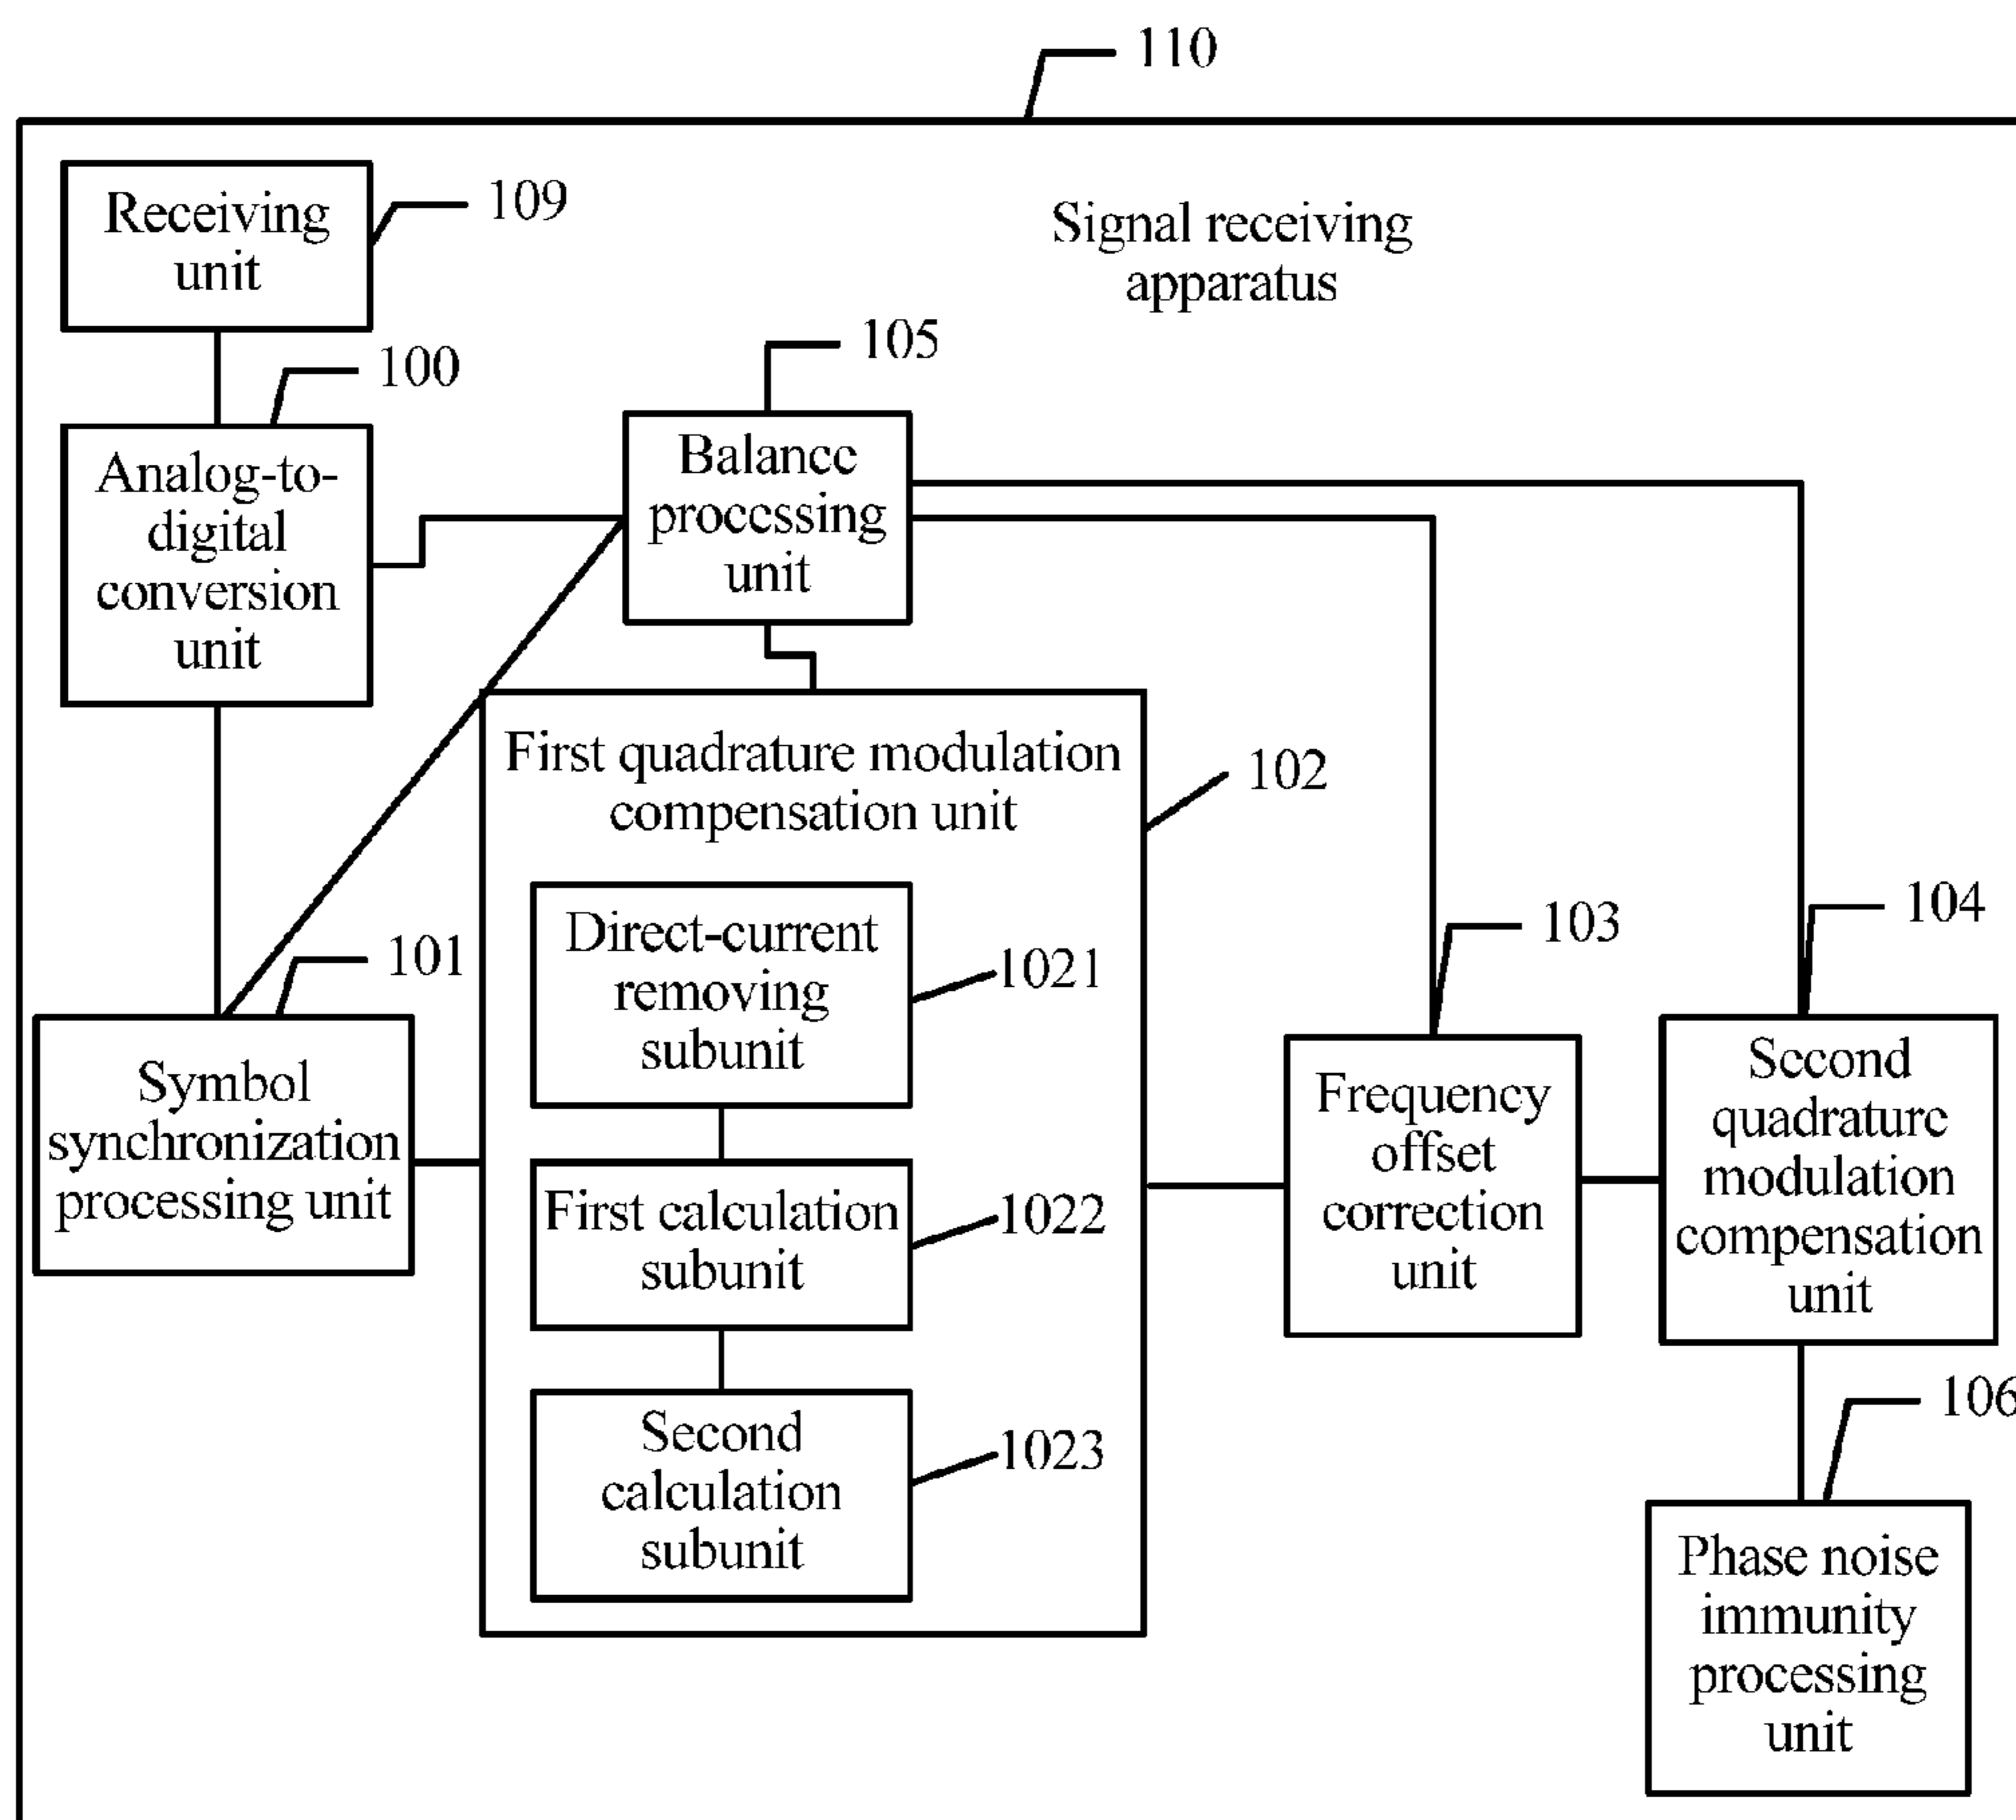 110
Receiving
unit
109
Signal receiving
apparatus
100
105
Analog-to-
digital
conversion
unit
Balance
processing
unit
First quadrature modulation
compensation unit
102
Direct-current
removing
subunit
1021
101
103
104
Symbol
synchronization
processing unit
First calculation
subunit
1022
Frequency
offset
correction
unit
Second
quadrature
modulation
compensation
unit
Second
calculation
subunit
1023
106
Phase noise
immunity
processing
unit